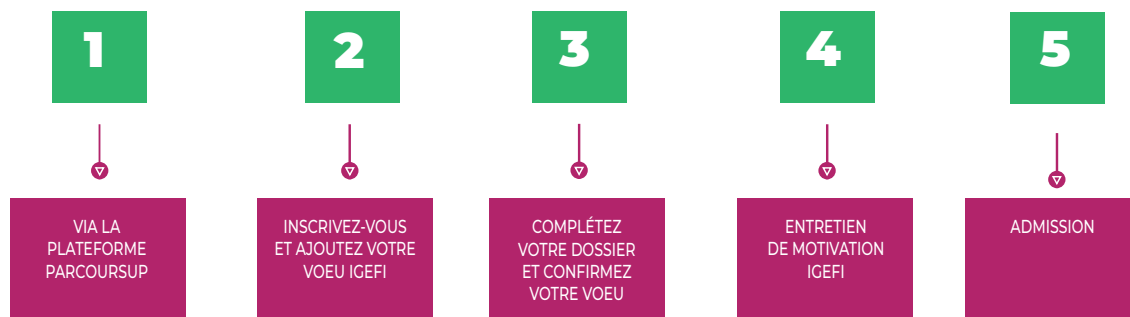 1
2
3
4
5
VIA LA
PLATEFORME
PARCOURSUP
INSCRIVEZ-VOUS
ET AJOUTEZ VOTRE
VOEU IGEFI
COMPLÉTEZ
VOTRE DOSSIER
ET CONFIRMEZ
VOTRE VOEU
ENTRETIEN
DE MOTIVATION
IGEFI
ADMISSION